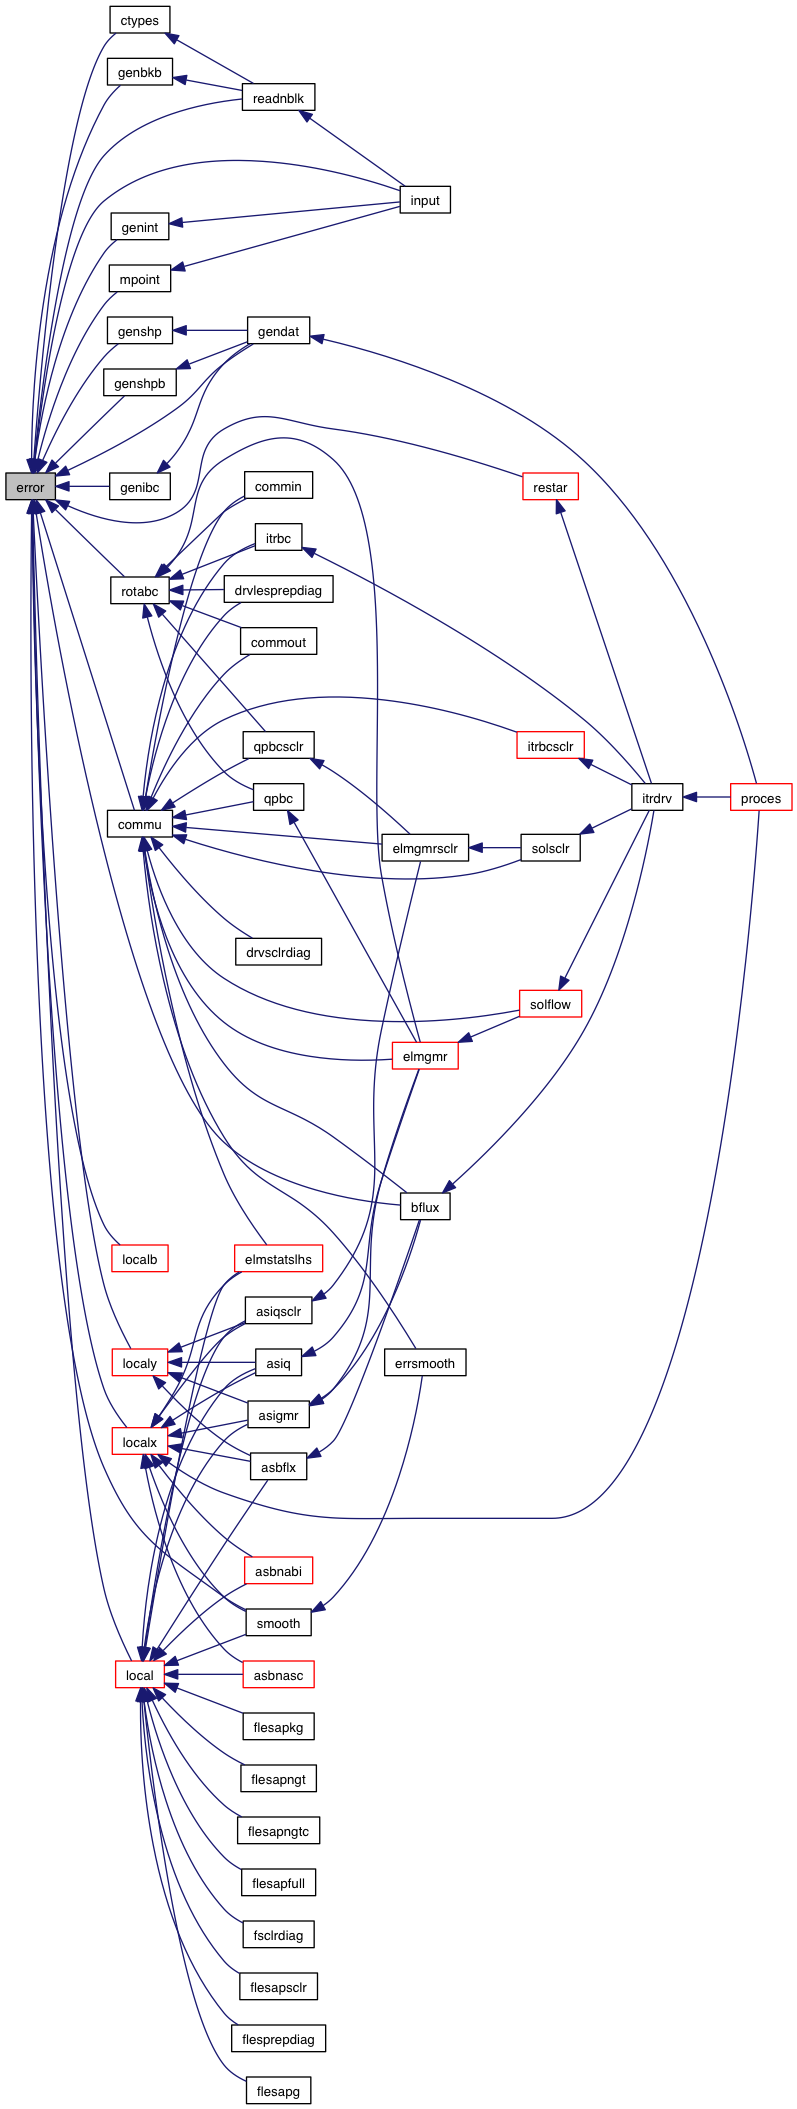 ctypes
genbkb
readnblk
input
genint
mpoint
genshp
gendat
genshpb
error
genibc
commin
restar
itrbc
rotabc
drvlesprepdiag
commout
qpbcsclr
itrbcsclr
qpbc
itrdrv
proces
commu
elmgmrsclr
solsclr
drvsclrdiag
solflow
elmgmr
bflux
localb
elmstatslhs
asiqsclr
localy
asiq
errsmooth
asigmr
localx
asbflx
asbnabi
smooth
local
asbnasc
flesapkg
flesapngt
flesapngtc
flesapfull
fsclrdiag
flesapsclr
flesprepdiag
flesapg